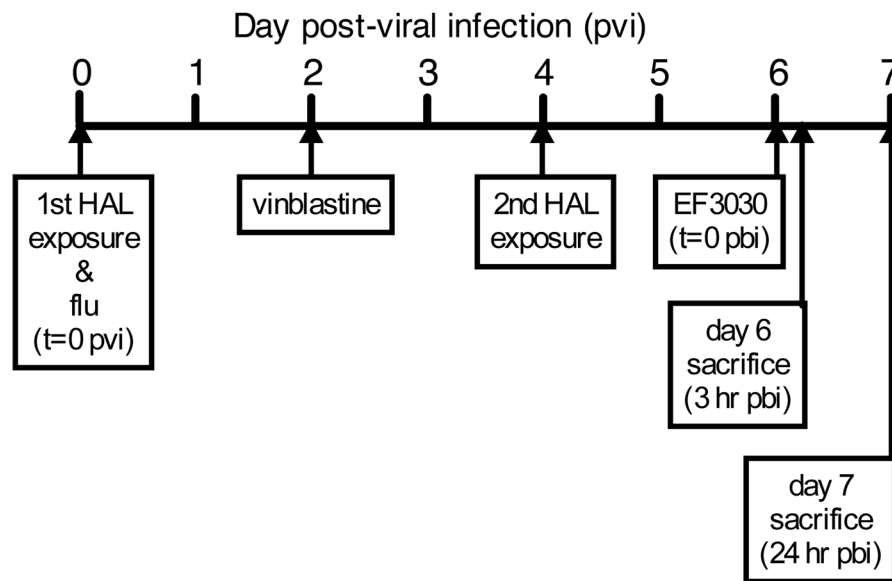 Day post-viral infection (pvi)
0 1 2 3 4 5 6 7
1st HAL
exposure
&
flu
(t=0 pvi)
vinblastine
2nd HAL
exposure
EF3030
(t=0 pbi)
day 6
sacrifice
(3 hr pbi)
day 7
sacrifice
(24 hr pbi)